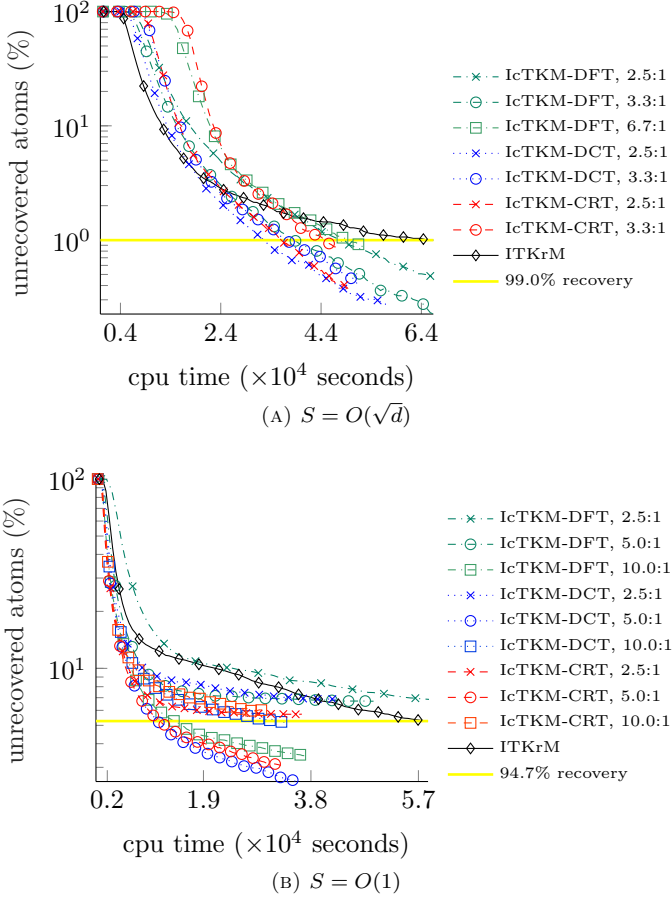 10^2
10^1
10^0
unrecovered atoms (%)
0.4 2.4 4.4 6.4
cpu time (×10^4 seconds)
IcTKM-DFT, 2.5:1
IcTKM-DFT, 3.3:1
IcTKM-DFT, 6.7:1
IcTKM-DCT, 2.5:1
IcTKM-DCT, 3.3:1
IcTKM-CRT, 2.5:1
IcTKM-CRT, 3.3:1
ITKrM
99.0% recovery
(A) S = O(√d)
10^2
10^1
unrecovered atoms (%)
0.2 1.9 3.8 5.7
cpu time (×10^4 seconds)
IcTKM-DFT, 2.5:1
IcTKM-DFT, 5.0:1
IcTKM-DFT, 10.0:1
IcTKM-DCT, 2.5:1
IcTKM-DCT, 5.0:1
IcTKM-DCT, 10.0:1
IcTKM-CRT, 2.5:1
IcTKM-CRT, 5.0:1
IcTKM-CRT, 10.0:1
ITKrM
94.7% recovery
(B) S = O(1)